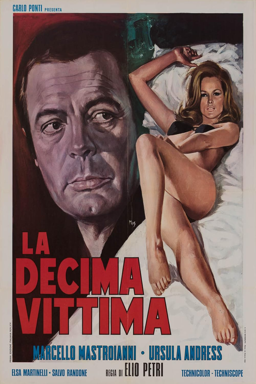 CARLO PONTI
PRESENTA
LA
DECIMA
VITTIMA
MARCELLO MASTROIANNI • URSULA ANDRESS
ELSA MARTINELLI • SALVO RANDONE
REGIA DI ELIO PETRI
TECHNICOLOR • TECHNISCOPE